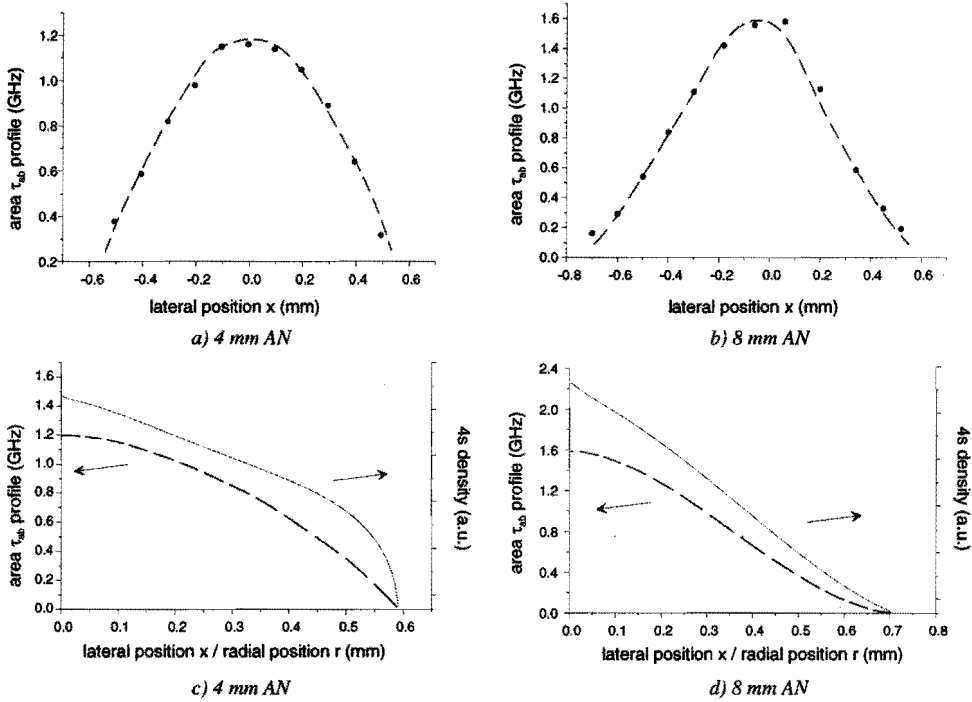 area τab profile (GHz)
1.2
1.0
0.8
0.6
0.4
0.2
-0.6 -0.4 -0.2 0.0 0.2 0.4 0.6
lateral position x (mm)
a) 4 mm AN
area τab profile (GHz)
1.6
1.4
1.2
1.0
0.8
0.6
0.4
0.2
0.0
-0.8 -0.6 -0.4 -0.2 0.0 0.2 0.4 0.6
lateral position x (mm)
b) 8 mm AN
area τab profile (GHz)
1.6
1.4
1.2
1.0
0.8
0.6
0.4
0.2
0.0
0.0 0.1 0.2 0.3 0.4 0.5 0.6
4s density (a.u.)
lateral position x / radial position r (mm)
c) 4 mm AN
area τab profile (GHz)
2.4
2.0
1.6
1.2
0.8
0.4
0.0
0.0 0.1 0.2 0.3 0.4 0.5 0.6 0.7 0.8
4s density (a.u.)
lateral position x / radial position r (mm)
d) 8 mm AN